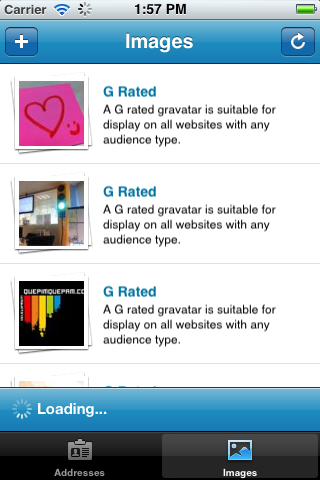 Carrier 1:57 PM
Images
G Rated
A G rated gravatar is suitable for
display on all websites with any
audience type.
G Rated
A G rated gravatar is suitable for
display on all websites with any
audience type.
QUEPIMQUEPAM.CO
G Rated
A G rated gravatar is suitable for
display on all websites with any
audience type.
Loading...
Addresses
Images